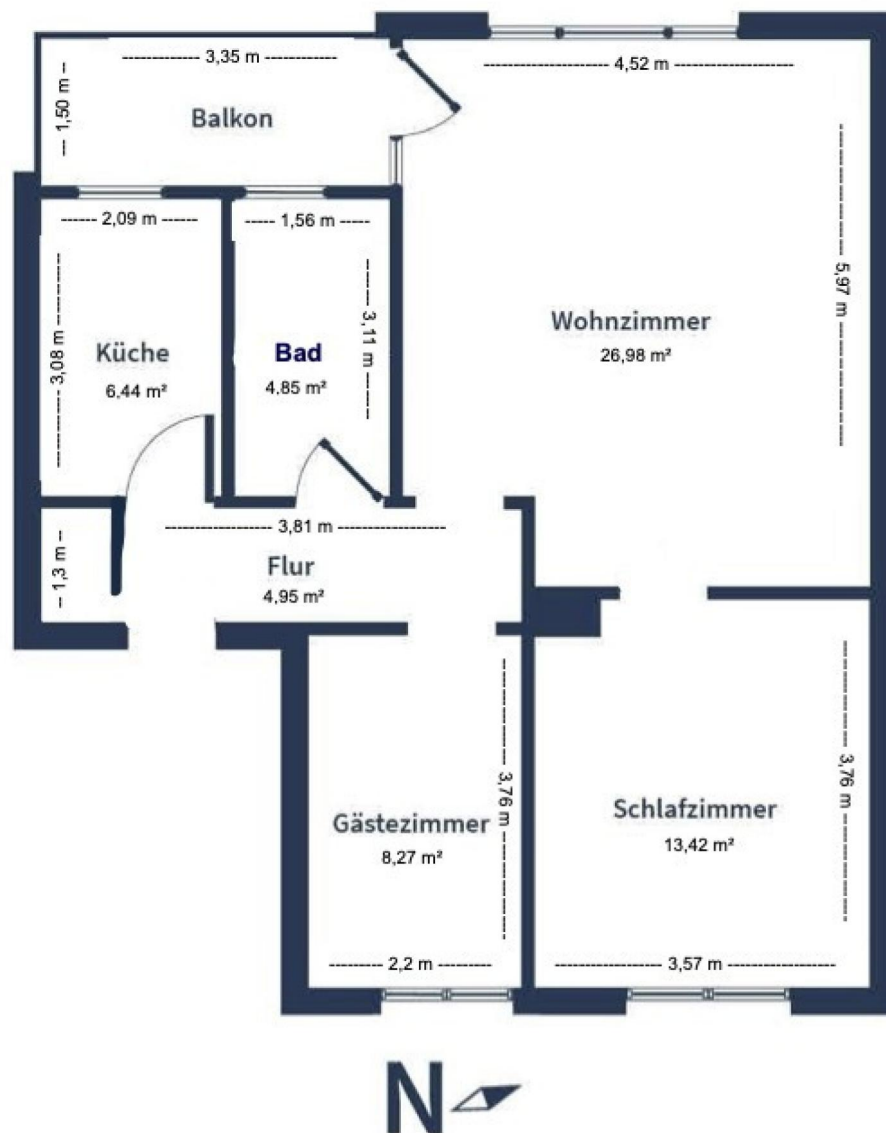 3,35 m
4,52 m
1,50 m
Balkon
2,09 m
1,56 m
5,97 m
3,11 m
3,08 m
Küche
6,44 m²
Bad
4,85 m²
Wohnzimmer
26,98 m²
3,81 m
1,3 m
Flur
4,95 m²
3,76 m
3,76 m
Gästezimmer
8,27 m²
Schlafzimmer
13,42 m²
2,2 m
3,57 m
N